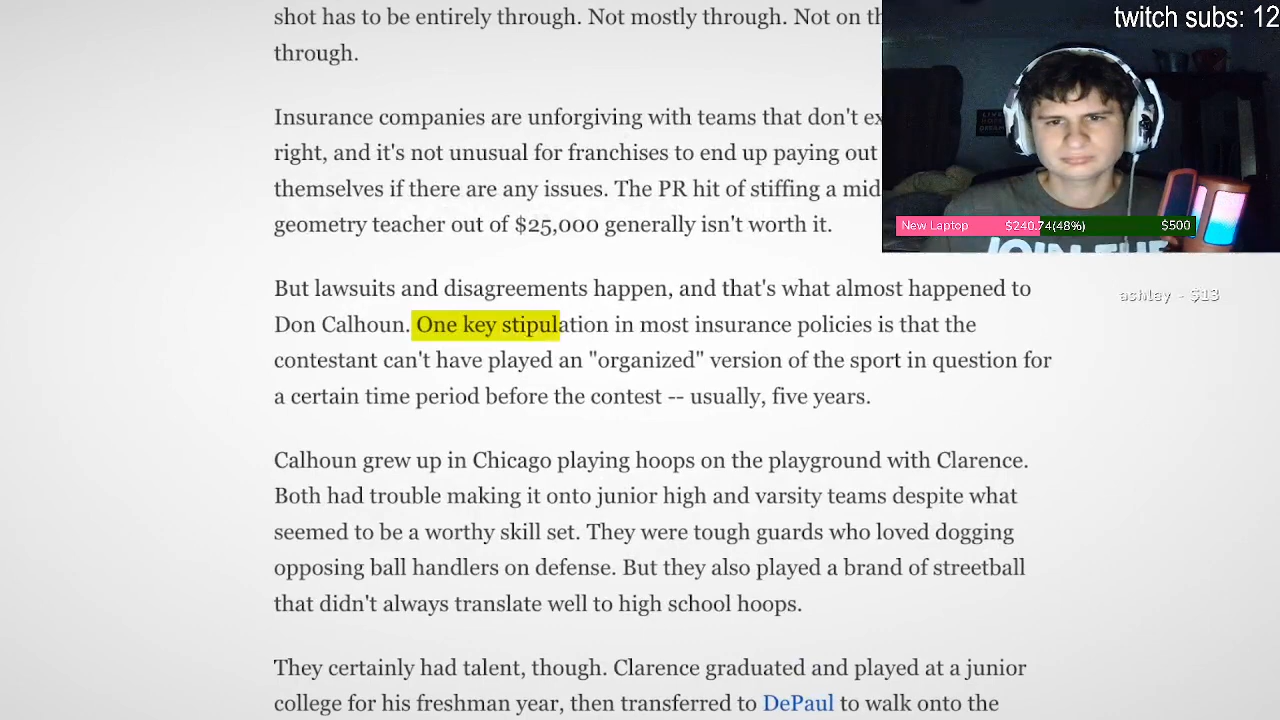 shot has to be entirely through. Not mostly through. Not on th
through.
twitch subs: 12
Insurance companies are unforgiving with teams that don't ex
right, and it's not unusual for franchises to end up paying out
themselves if there are any issues. The PR hit of stiffing a mid
geometry teacher out of $25,000 generally isn't worth it.
New Laptop $240.74(48%) $500
JOIN THE
ashley - $13
But lawsuits and disagreements happen, and that's what almost happened to
Don Calhoun. One key stipulation in most insurance policies is that the
contestant can't have played an "organized" version of the sport in question for
a certain time period before the contest -- usually, five years.
Calhoun grew up in Chicago playing hoops on the playground with Clarence.
Both had trouble making it onto junior high and varsity teams despite what
seemed to be a worthy skill set. They were tough guards who loved dogging
opposing ball handlers on defense. But they also played a brand of streetball
that didn't always translate well to high school hoops.
They certainly had talent, though. Clarence graduated and played at a junior
college for his freshman year, then transferred to DePaul to walk onto the